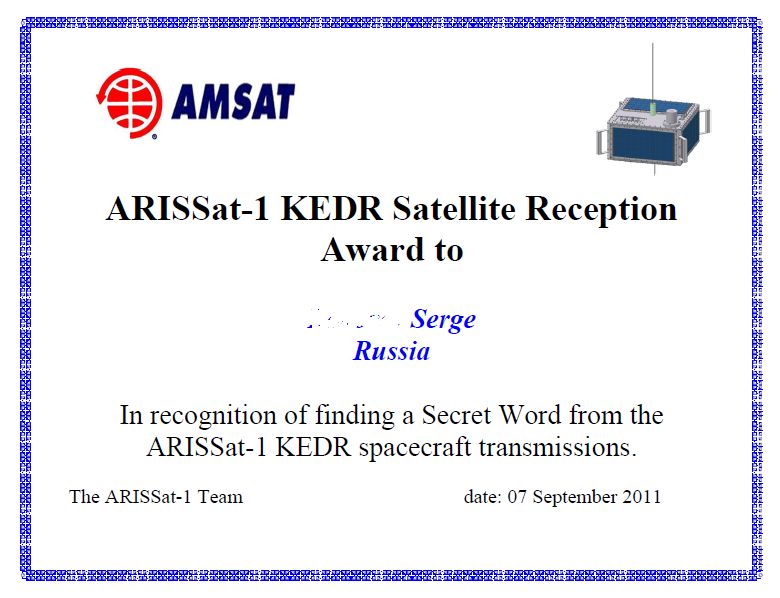 AMSAT
ARISSat-1 KEDR Satellite Reception
Award to
Serge
Russia
In recognition of finding a Secret Word from the
ARISSat-1 KEDR spacecraft transmissions.
The ARISSat-1 Team date: 07 September 2011